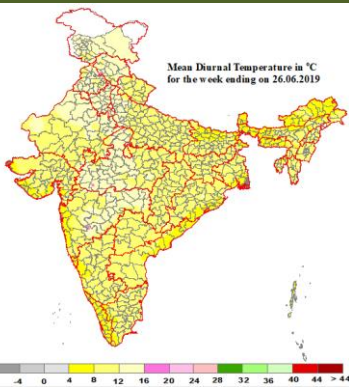 Mean Diurnal Temperature in °C
for the week ending on 26.06.2019
-4 0 4 8 12 16 20 24 28 32 36 40 44 > 44